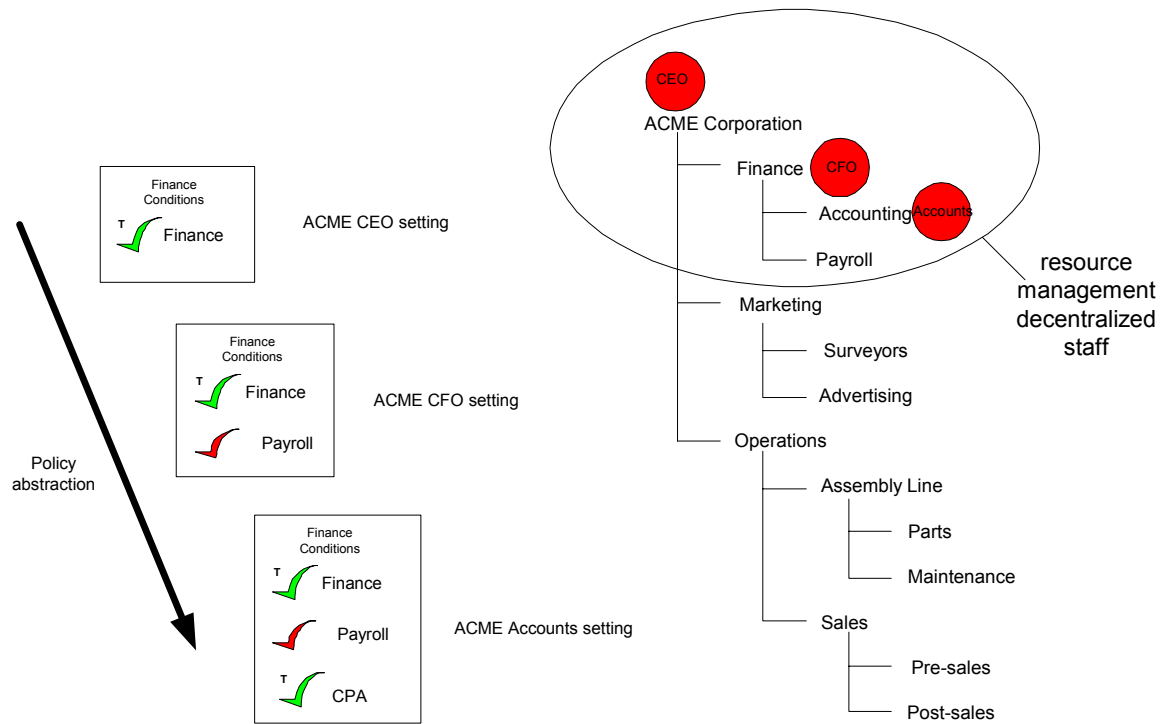 CEO
ACME Corporation
Finance
CFO
Accounting
Accounts
Payroll
resource
management
decentralized
staff
Marketing
Surveyors
Advertising
Operations
Assembly Line
Parts
Maintenance
Sales
Pre-sales
Post-sales
Finance
Conditions
T
Finance
ACME CEO setting
Finance
Conditions
T
Finance
Payroll
ACME CFO setting
Policy
abstraction
Finance
Conditions
T
Finance
Payroll
T
CPA
ACME Accounts setting